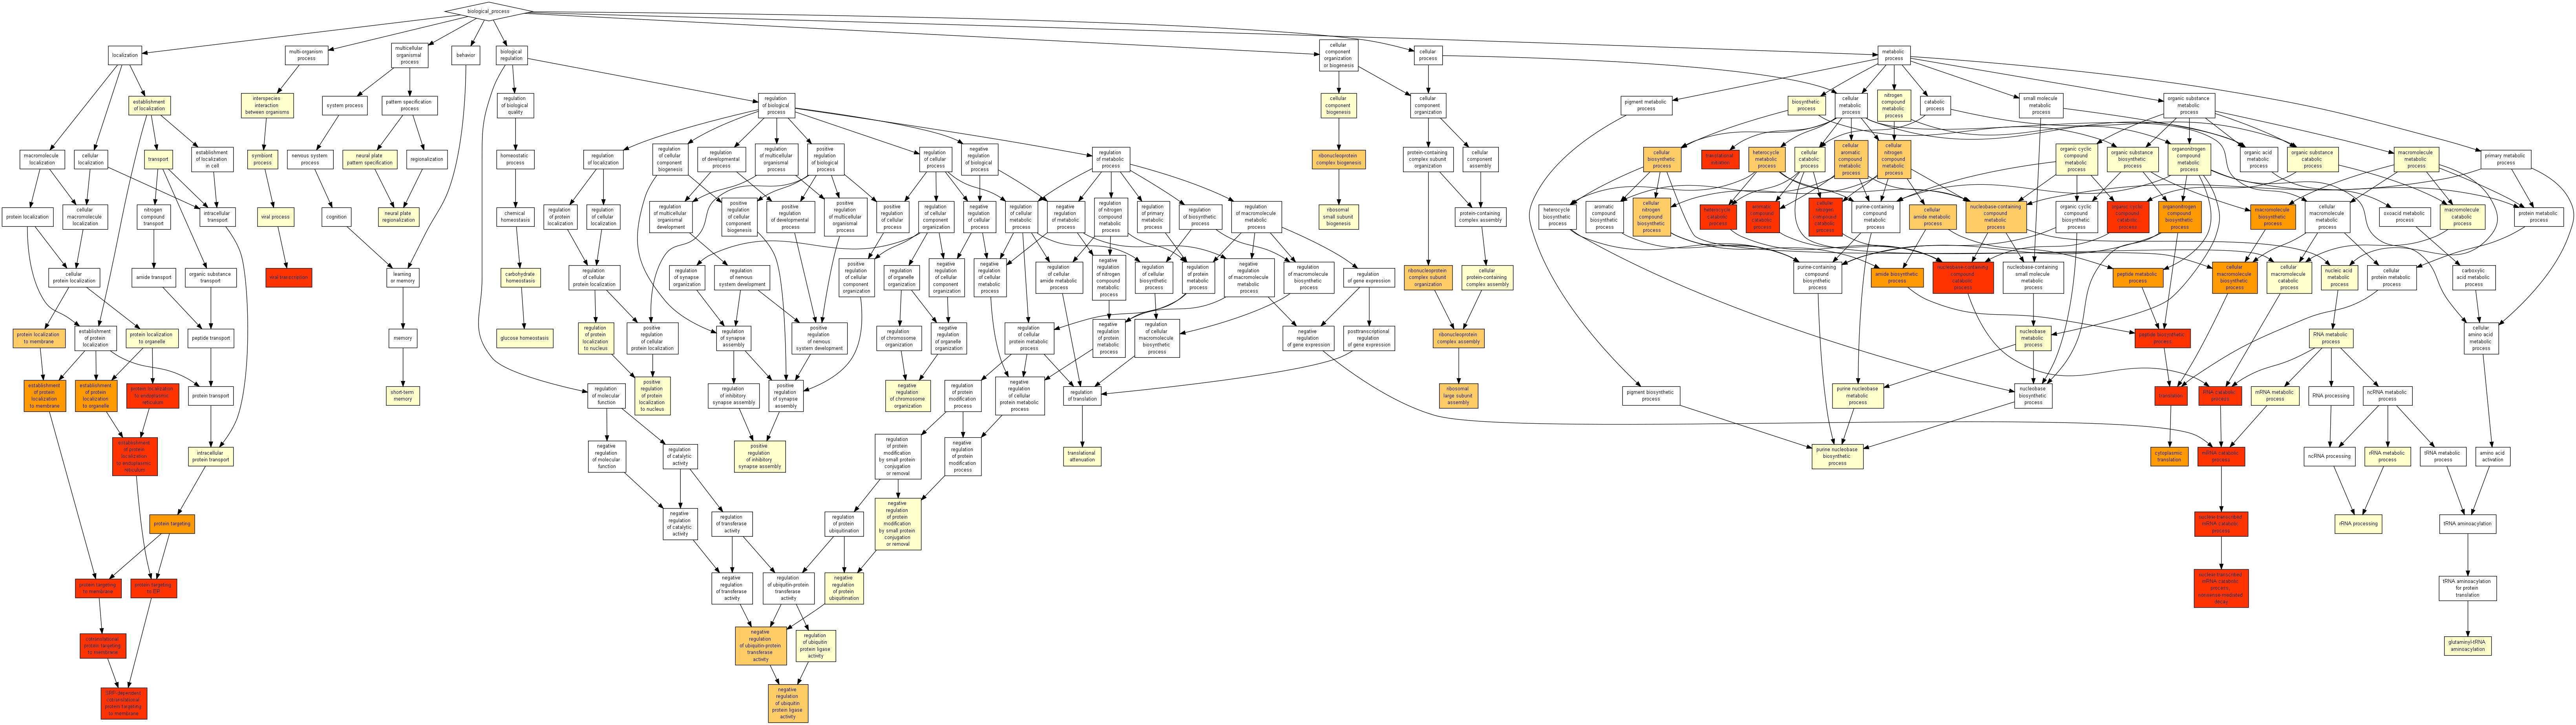 biological_process
localization
multi-organism
process
multicellular
organismal
process
behavior
biological
regulation
cellular
component
organization
or biogenesis
cellular
process
metabolic
process
establishment
of localization
interspecies
interaction
between organisms
system process
pattern specification
process
regulation
of biological
quality
regulation
of biological
process
cellular
component
biogenesis
cellular
component
organization
pigment metabolic
process
biosynthetic
process
cellular
metabolic
process
nitrogen
compound
metabolic
process
catabolic
process
small molecule
metabolic
process
organic substance
metabolic
process
macromolecule
localization
cellular
localization
transport
establishment
of localization
in cell
symbiont
process
nervous system
process
neural plate
pattern specification
regionalization
homeostatic
process
regulation
of localization
regulation
of cellular
component
biogenesis
regulation
of developmental
process
regulation
of multicellular
organismal
process
positive
regulation
of biological
process
regulation
of cellular
process
negative
regulation
of biological
process
regulation
of metabolic
process
ribonucleoprotein
complex biogenesis
protein-containing
complex subunit
organization
cellular
component
assembly
cellular
biosynthetic
process
translational
initiation
heterocycle
metabolic
process
cellular
catabolic
process
cellular
aromatic
compound
metabolic
process
cellular
nitrogen
compound
metabolic
process
organic cyclic
compound
metabolic
process
organic substance
biosynthetic
process
organonitrogen
compound
metabolic
process
organic acid
metabolic
process
organic substance
catabolic
process
macromolecule
metabolic
process
primary metabolic
process
protein localization
cellular
macromolecule
localization
nitrogen
compound
transport
intracellular
transport
viral process
cognition
neural plate
regionalization
chemical
homeostasis
regulation
of protein
localization
regulation
of cellular
localization
regulation
of multicellular
organismal
development
positive
regulation
of cellular
component
biogenesis
positive
regulation
of developmental
process
positive
regulation
of multicellular
organismal
process
positive
regulation
of cellular
process
regulation
of cellular
component
organization
negative
regulation
of cellular
process
regulation
of cellular
metabolic
process
negative
regulation
of metabolic
process
regulation
of nitrogen
compound
metabolic
process
regulation
of primary
metabolic
process
regulation
of biosynthetic
process
regulation
of macromolecule
metabolic
process
ribosomal
small subunit
biogenesis
protein-containing
complex assembly
heterocycle
biosynthetic
process
aromatic
compound
biosynthetic
process
cellular
nitrogen
compound
biosynthetic
process
heterocycle
catabolic
process
aromatic
compound
catabolic
process
cellular
nitrogen
compound
catabolic
process
purine-containing
compound
metabolic
process
cellular
amide metabolic
process
nucleobase-containing
compound
metabolic
process
organic cyclic
compound
biosynthetic
process
organic cyclic
compound
catabolic
process
organonitrogen
compound
biosynthetic
process
macromolecule
biosynthetic
process
cellular
macromolecule
metabolic
process
oxoacid metabolic
process
macromolecule
catabolic
process
protein metabolic
process
cellular
protein localization
amide transport
organic substance
transport
viral transcription
learning
or memory
carbohydrate
homeostasis
regulation
of cellular
protein localization
regulation
of synapse
organization
regulation
of nervous
system development
positive
regulation
of cellular
component
organization
regulation
of organelle
organization
negative
regulation
of cellular
component
organization
negative
regulation
of cellular
metabolic
process
regulation
of cellular
amide metabolic
process
negative
regulation
of nitrogen
compound
metabolic
process
regulation
of cellular
biosynthetic
process
regulation
of protein
metabolic
process
negative
regulation
of macromolecule
metabolic
process
regulation
of macromolecule
biosynthetic
process
regulation
of gene expression
ribonucleoprotein
complex subunit
organization
cellular
protein-containing
complex assembly
purine-containing
compound
biosynthetic
process
amide biosynthetic
process
nucleobase-containing
compound
catabolic
process
nucleobase-containing
small molecule
metabolic
process
peptide metabolic
process
cellular
macromolecule
biosynthetic
process
cellular
macromolecule
catabolic
process
nucleic acid
metabolic
process
cellular
protein metabolic
process
carboxylic
acid metabolic
process
protein localization
to membrane
establishment
of protein
localization
protein localization
to organelle
peptide transport
memory
glucose homeostasis
regulation
of protein
localization
to nucleus
positive
regulation
of cellular
protein localization
regulation
of synapse
assembly
positive
regulation
of nervous
system development
regulation
of chromosome
organization
negative
regulation
of organelle
organization
regulation
of cellular
protein metabolic
process
negative
regulation
of protein
metabolic
process
regulation
of cellular
macromolecule
biosynthetic
process
negative
regulation
of gene expression
posttranscriptional
regulation
of gene expression
ribonucleoprotein
complex assembly
nucleobase
metabolic
process
peptide biosynthetic
process
RNA metabolic
process
cellular
amino acid
metabolic
process
establishment
of protein
localization
to membrane
establishment
of protein
localization
to organelle
protein localization
to endoplasmic
reticulum
protein transport
short-term
memory
regulation
of molecular
function
positive
regulation
of protein
localization
to nucleus
regulation
of inhibitory
synapse assembly
positive
regulation
of synapse
assembly
negative
regulation
of chromosome
organization
regulation
of protein
modification
process
negative
regulation
of cellular
protein metabolic
process
regulation
of translation
ribosomal
large subunit
assembly
pigment biosynthetic
process
purine nucleobase
metabolic
process
nucleobase
biosynthetic
process
translation
RNA catabolic
process
mRNA metabolic
process
RNA processing
ncRNA metabolic
process
establishment
of protein
localization
to endoplasmic
reticulum
intracellular
protein transport
negative
regulation
of molecular
function
regulation
of catalytic
activity
positive
regulation
of inhibitory
synapse assembly
regulation
of protein
modification
by small protein
conjugation
or removal
negative
regulation
of protein
modification
process
translational
attenuation
purine nucleobase
biosynthetic
process
cytoplasmic
translation
mRNA catabolic
process
ncRNA processing
rRNA metabolic
process
tRNA metabolic
process
amino acid
activation
protein targeting
negative
regulation
of catalytic
activity
regulation
of transferase
activity
regulation
of protein
ubiquitination
negative
regulation
of protein
modification
by small protein
conjugation
or removal
nuclear-transcribed
mRNA catabolic
process
rRNA processing
tRNA aminoacylation
protein targeting
to membrane
protein targeting
to ER
negative
regulation
of transferase
activity
regulation
of ubiquitin-protein
transferase
activity
negative
regulation
of protein
ubiquitination
nuclear-transcribed
mRNA catabolic
process,
nonsense-mediated
decay
tRNA aminoacylation
for protein
translation
cotranslational
protein targeting
to membrane
negative
regulation
of ubiquitin-protein
transferase
activity
regulation
of ubiquitin
protein ligase
activity
glutaminyl-tRNA
aminoacylation
SRP-dependent
cotranslational
protein targeting
to membrane
negative
regulation
of ubiquitin
protein ligase
activity